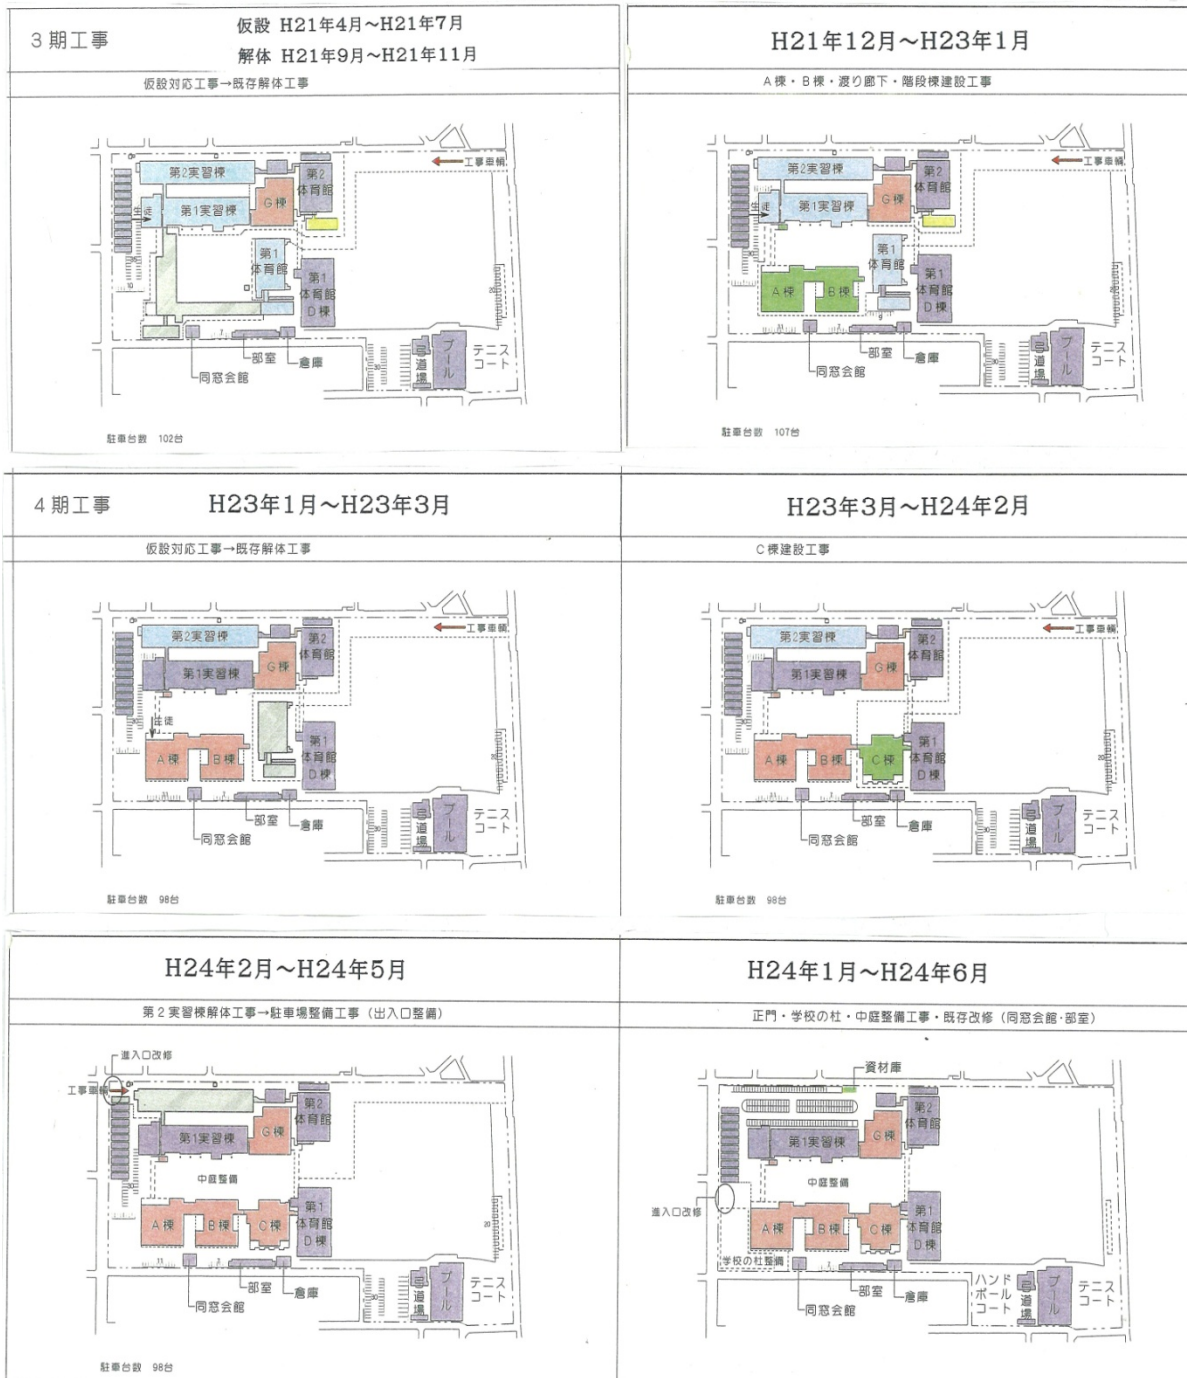 3期工事
仮設 H21年4月～H21年7月
解体 H21年9月～H21年11月
仮設対応工事→既存解体工事
工事車輌
第2実習棟
第2
体育館
生徒
第1実習棟
G棟
第1
体育館
第1
体育館
D棟
10
20
7
部室
倉庫
同窓会館
30
弓道場
プール
テニス
コート
駐車台数 102台
H21年12月～H23年1月
A棟・B棟・渡り廊下・階段棟建設工事
工事車輌
第2実習棟
第2
体育館
生徒
第1実習棟
G棟
第1
体育館
第1
体育館
D棟
A棟
B棟
20
11
部室
倉庫
同窓会館
30
弓道場
プール
テニス
コート
駐車台数 107台
4期工事
H23年1月～H23年3月
仮設対応工事→既存解体工事
工事車輌
第2実習棟
第2
体育館
第1実習棟
G棟
生徒
A棟
B棟
第1
体育館
D棟
20
11
部室
倉庫
同窓会館
30
弓道場
プール
テニス
コート
駐車台数 98台
H23年3月～H24年2月
C棟建設工事
工事車輌
第2実習棟
第2
体育館
第1実習棟
G棟
A棟
B棟
C棟
第1
体育館
D棟
20
11
部室
倉庫
同窓会館
30
弓道場
プール
テニス
コート
駐車台数 98台
H24年2月～H24年5月
第2実習棟解体工事→駐車場整備工事（出入口整備）
進入口改修
工事車輌
第2
体育館
第1実習棟
G棟
中庭整備
A棟
B棟
C棟
第1
体育館
D棟
20
11
部室
倉庫
同窓会館
30
弓道場
プール
テニス
コート
駐車台数 98台
H24年1月～H24年6月
正門・学校の杜・中庭整備工事・既存改修（同窓会館・部室）
資材庫
第2
体育館
第1実習棟
G棟
中庭整備
進入口改修
A棟
B棟
C棟
第1
体育館
D棟
学校の杜整備
部室
倉庫
同窓会館
ハンド
ボール
コート
弓道場
プール
テニス
コート